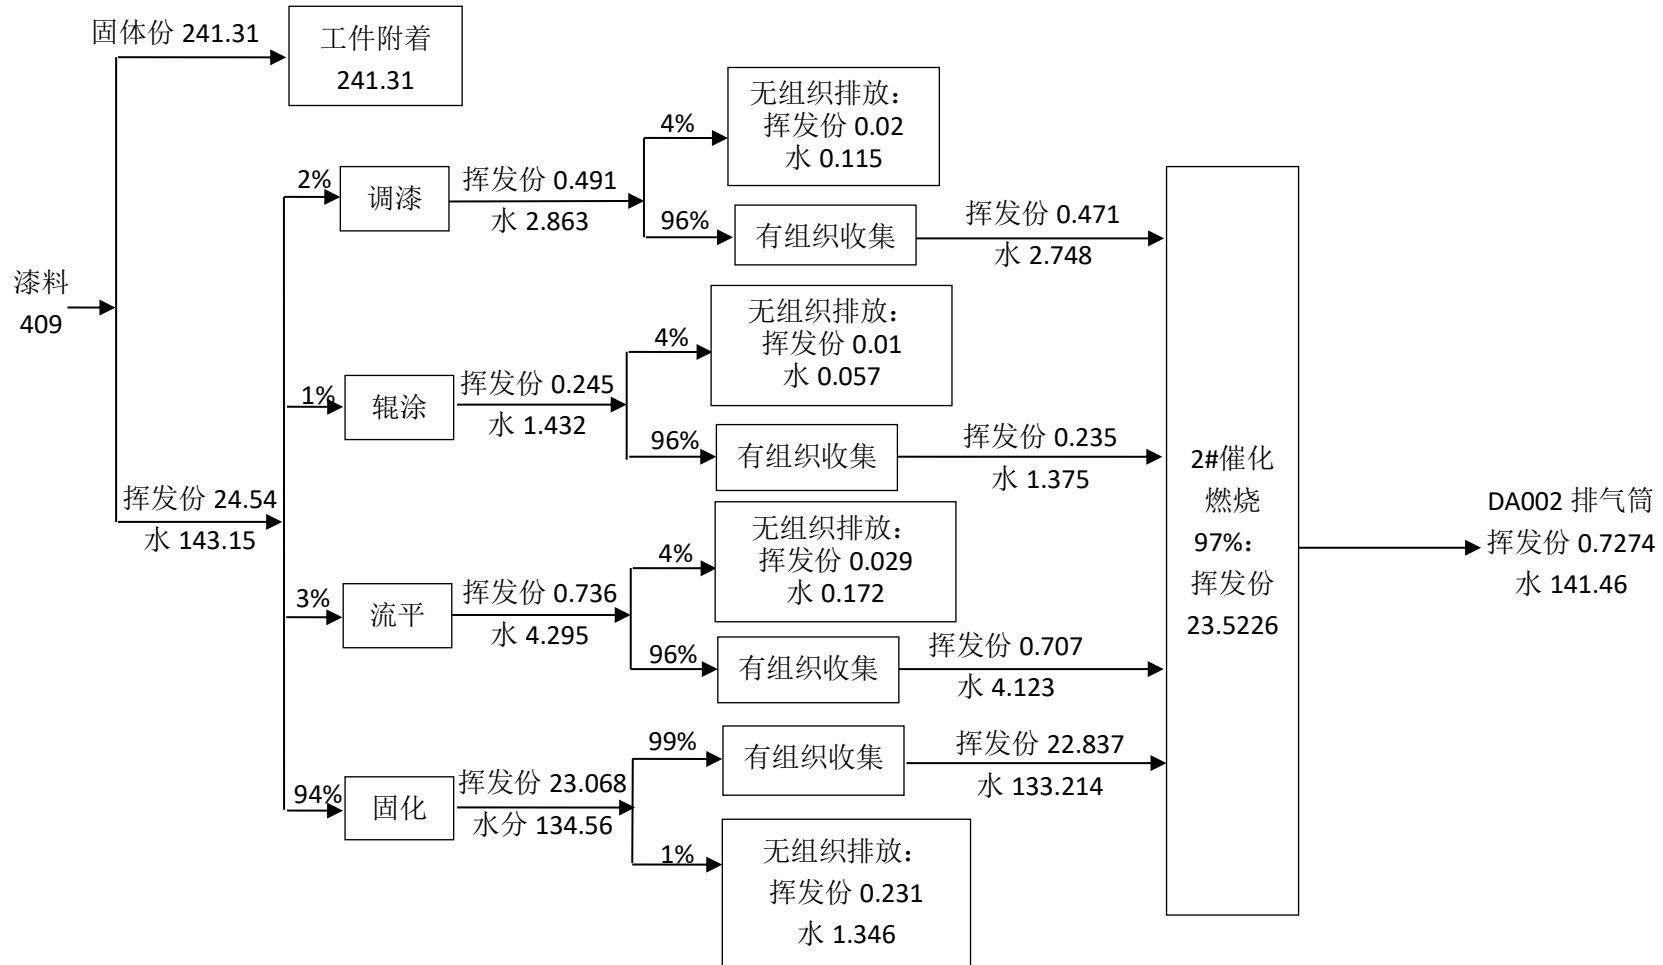 固体份 241.31
工件附着
241.31
无组织排放：
挥发份 0.02
水 0.115
4%
2%
调漆
挥发份 0.491
水 2.863
96%
有组织收集
挥发份 0.471
水 2.748
漆料
409
无组织排放：
挥发份 0.01
水 0.057
4%
1%
辊涂
挥发份 0.245
水 1.432
96%
有组织收集
挥发份 0.235
水 1.375
挥发份 24.54
水 143.15
无组织排放：
挥发份 0.029
水 0.172
4%
3%
流平
挥发份 0.736
水 4.295
96%
有组织收集
挥发份 0.707
水 4.123
99%
有组织收集
挥发份 22.837
水 133.214
94%
固化
挥发份 23.068
水分 134.56
1%
无组织排放：
挥发份 0.231
水 1.346
2#催化
燃烧
97%：
挥发份
23.5226
DA002 排气筒
挥发份 0.7274
水 141.46